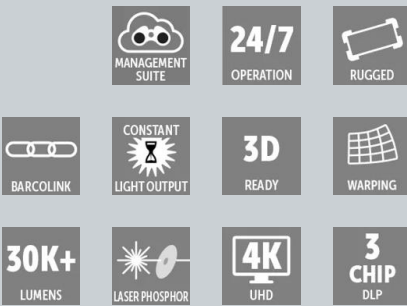 MANAGEMENT
SUITE
24/7
OPERATION
RUGGED
BARCOLINK
CONSTANT
LIGHT OUTPUT
3D
READY
WARPING
30K+
LUMENS
LASER PHOSPHOR
4K
UHD
3
CHIP
DLP